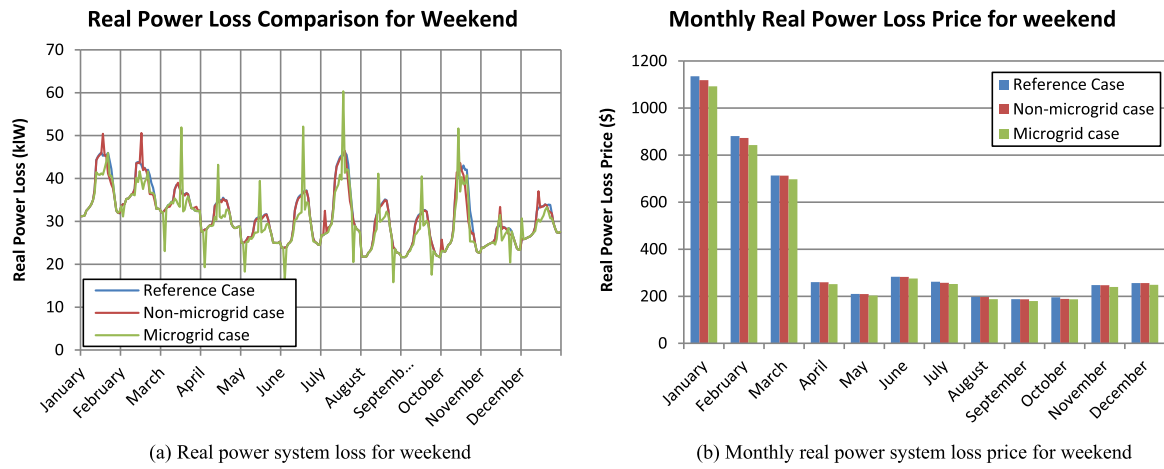 Real Power Loss Comparison for Weekend
Real Power Loss (kIW)
70
60
50
40
30
20
10
0
Reference Case
Non-microgrid case
Microgrid case
January
February
March
April
May
June
July
August
Septemb...
October
November
December
(a) Real power system loss for weekend
Monthly Real Power Loss Price for weekend
Real Power Loss Price ($)
1200
1000
800
600
400
200
0
Reference Case
Non-microgrid case
Microgrid case
January
February
March
April
May
June
July
August
September
October
November
December
(b) Monthly real power system loss price for weekend